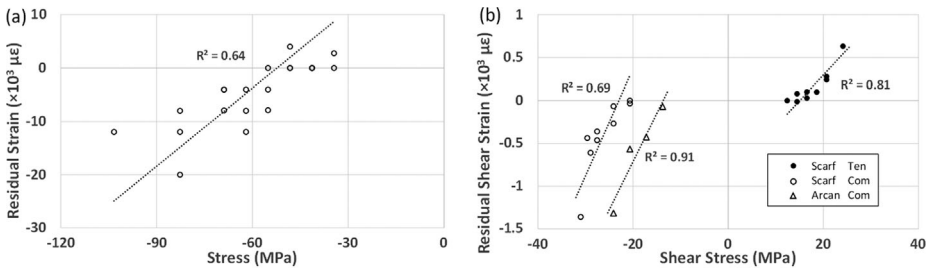 (a)
Residual Strain (×10³ µε)
10
0
-10
-20
-30
R² = 0.64
-120
-90
-60
-30
0
Stress (MPa)
(b)
Residual Shear Strain (×10³ µε)
1
0.5
0
-0.5
-1
-1.5
R² = 0.69
R² = 0.91
R² = 0.81
Scarf Ten
Scarf Com
Arcan Com
-40
-20
0
20
40
Shear Stress (MPa)